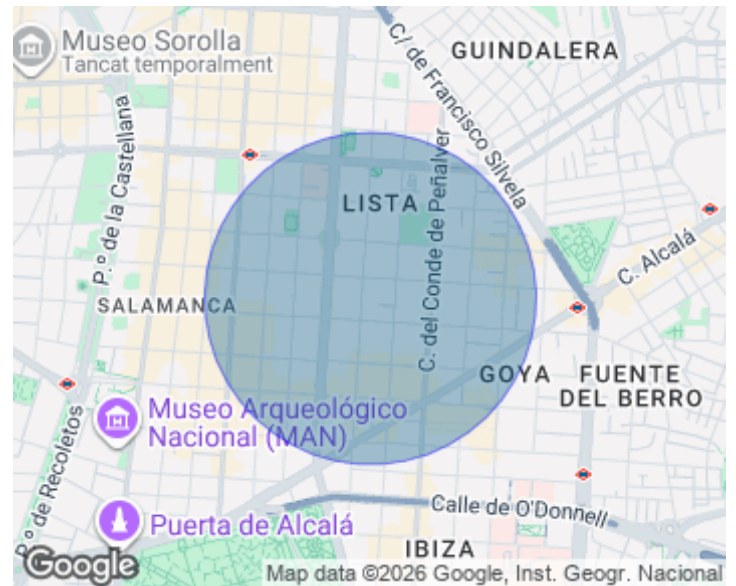 Museo Sorolla
Tancat temporalment
GUINDALERA
C/ de Francisco Silvela
P.º de la Castellana
LISTA
C. del Conde de Peñalver
C. Alcalá
SALAMANCA
GOYA
FUENTE
DEL BERRO
Museo Arqueológico
Nacional (MAN)
P.º de Recoletos
Calle de O'Donnell
Puerta de Alcalá
IBIZA
Google
Map data ©2026 Google, Inst. Geogr. Nacional